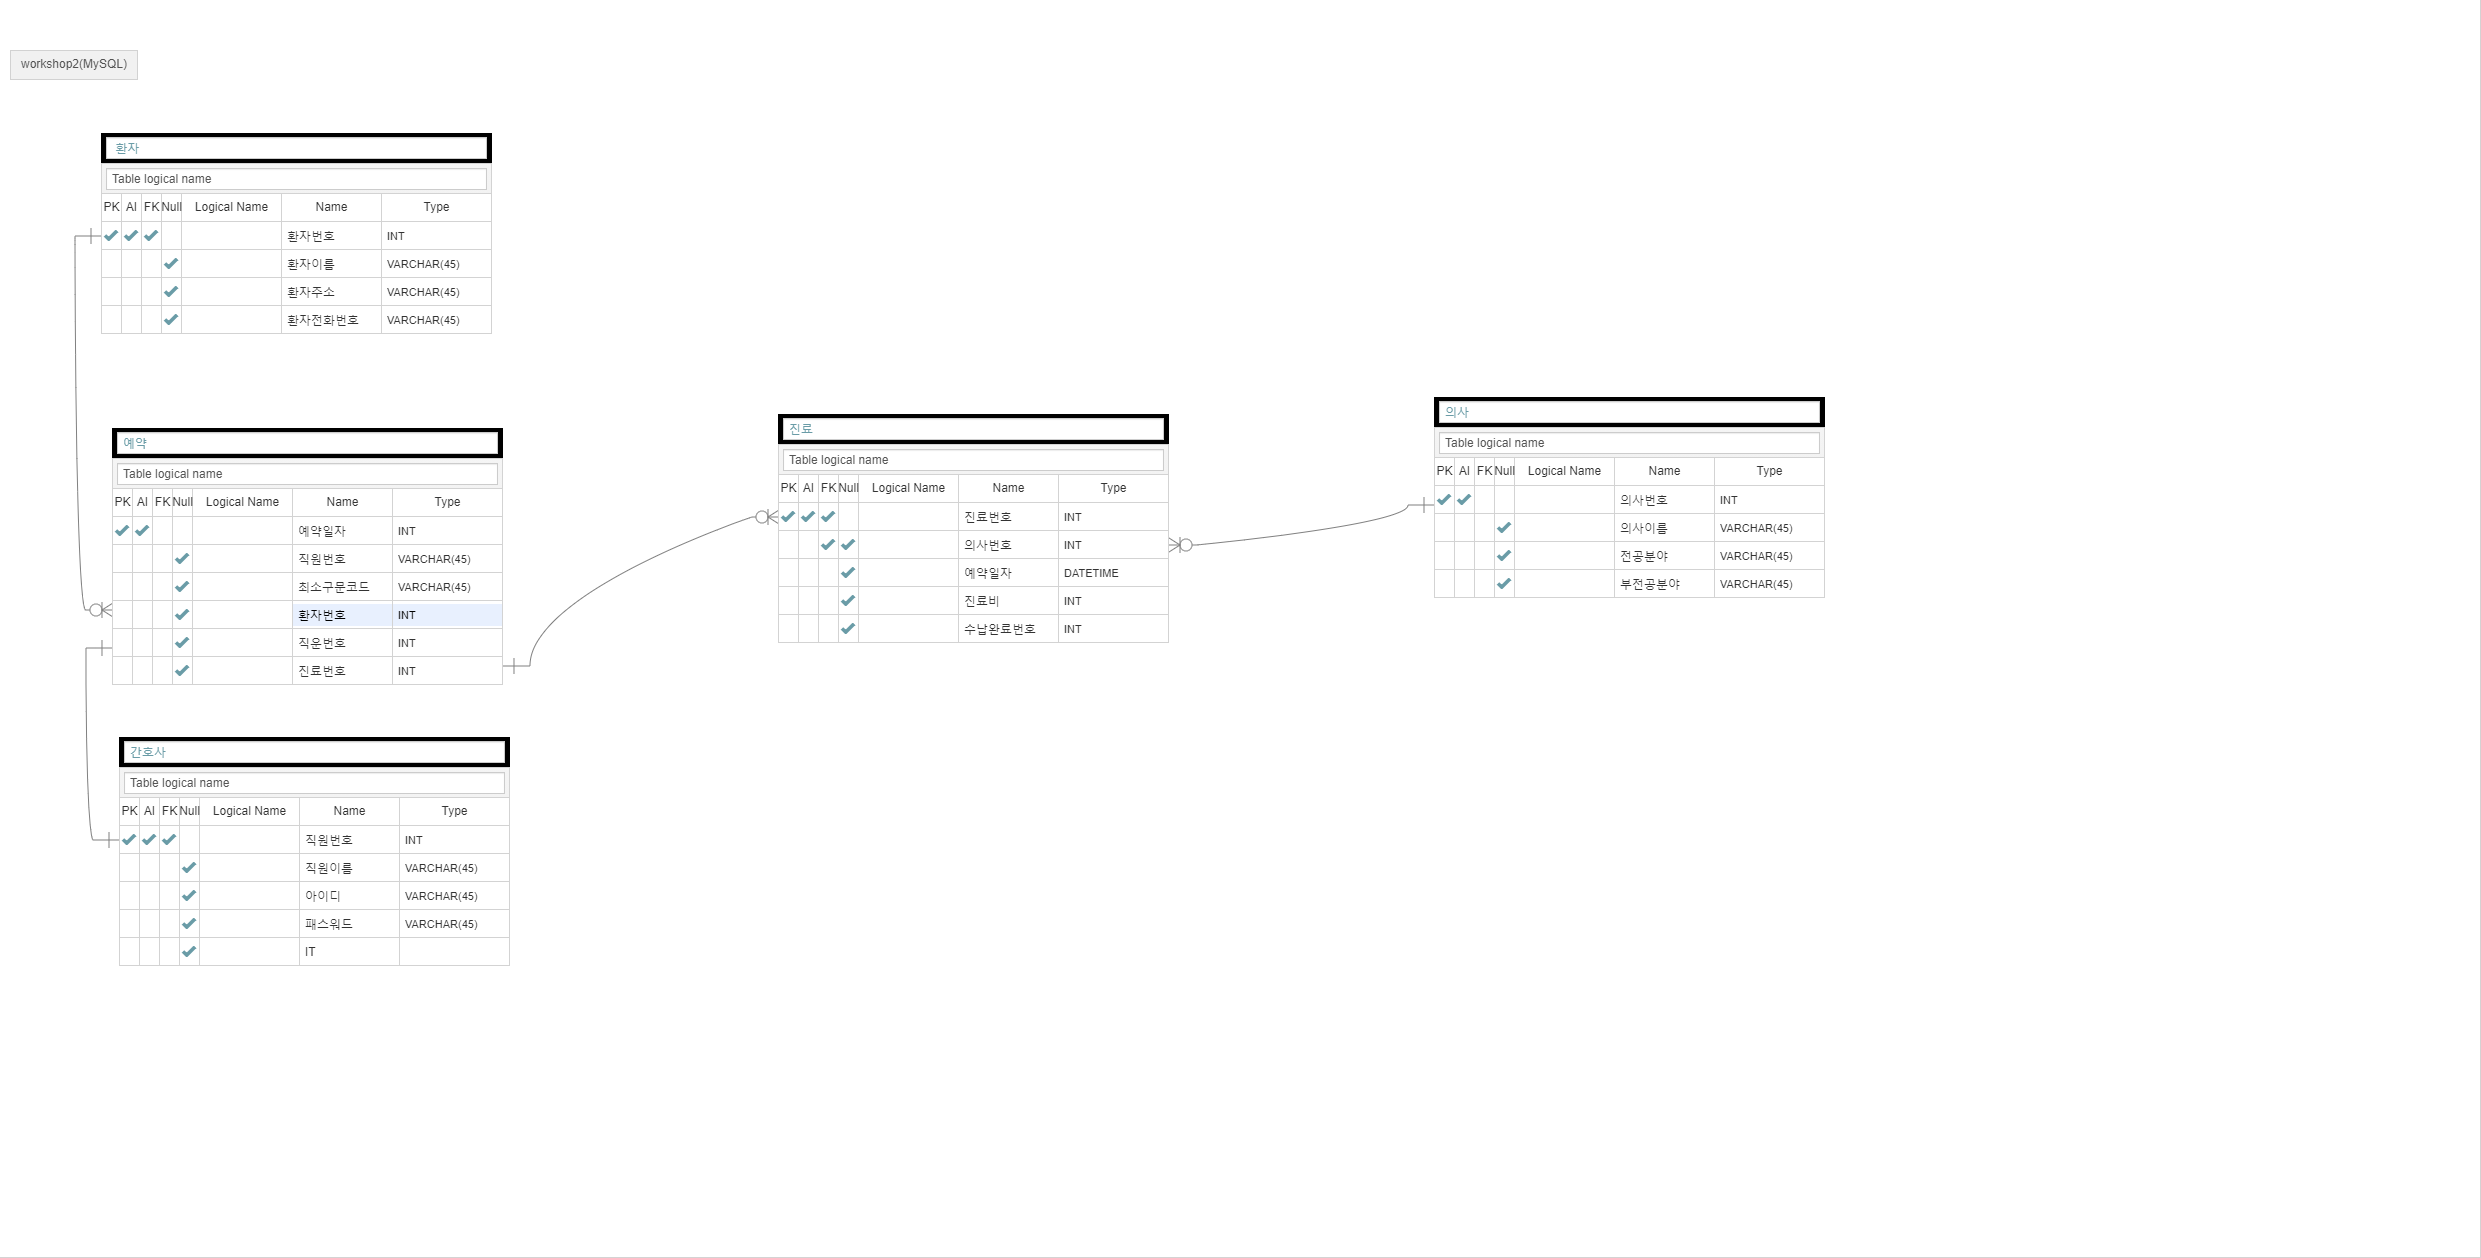 workshop2(MySQL)
환자
Table logical name
PK AI FK Null Logical Name Name Type
환자번호 INT
환자이름 VARCHAR(45)
환자주소 VARCHAR(45)
환자전화번호 VARCHAR(45)
예약
Table logical name
PK AI FK Null Logical Name Name Type
예약일자 INT
직원번호 VARCHAR(45)
최소구문코드 VARCHAR(45)
환자번호 INT
직운번호 INT
진료번호 INT
간호사
Table logical name
PK AI FK Null Logical Name Name Type
직원번호 INT
직원이름 VARCHAR(45)
아이디 VARCHAR(45)
패스워드 VARCHAR(45)
IT
진료
Table logical name
PK AI FK Null Logical Name Name Type
진료번호 INT
의사번호 INT
예약일자 DATETIME
진료비 INT
수납완료번호 INT
의사
Table logical name
PK AI FK Null Logical Name Name Type
의사번호 INT
의사이름 VARCHAR(45)
전공분야 VARCHAR(45)
부전공분야 VARCHAR(45)